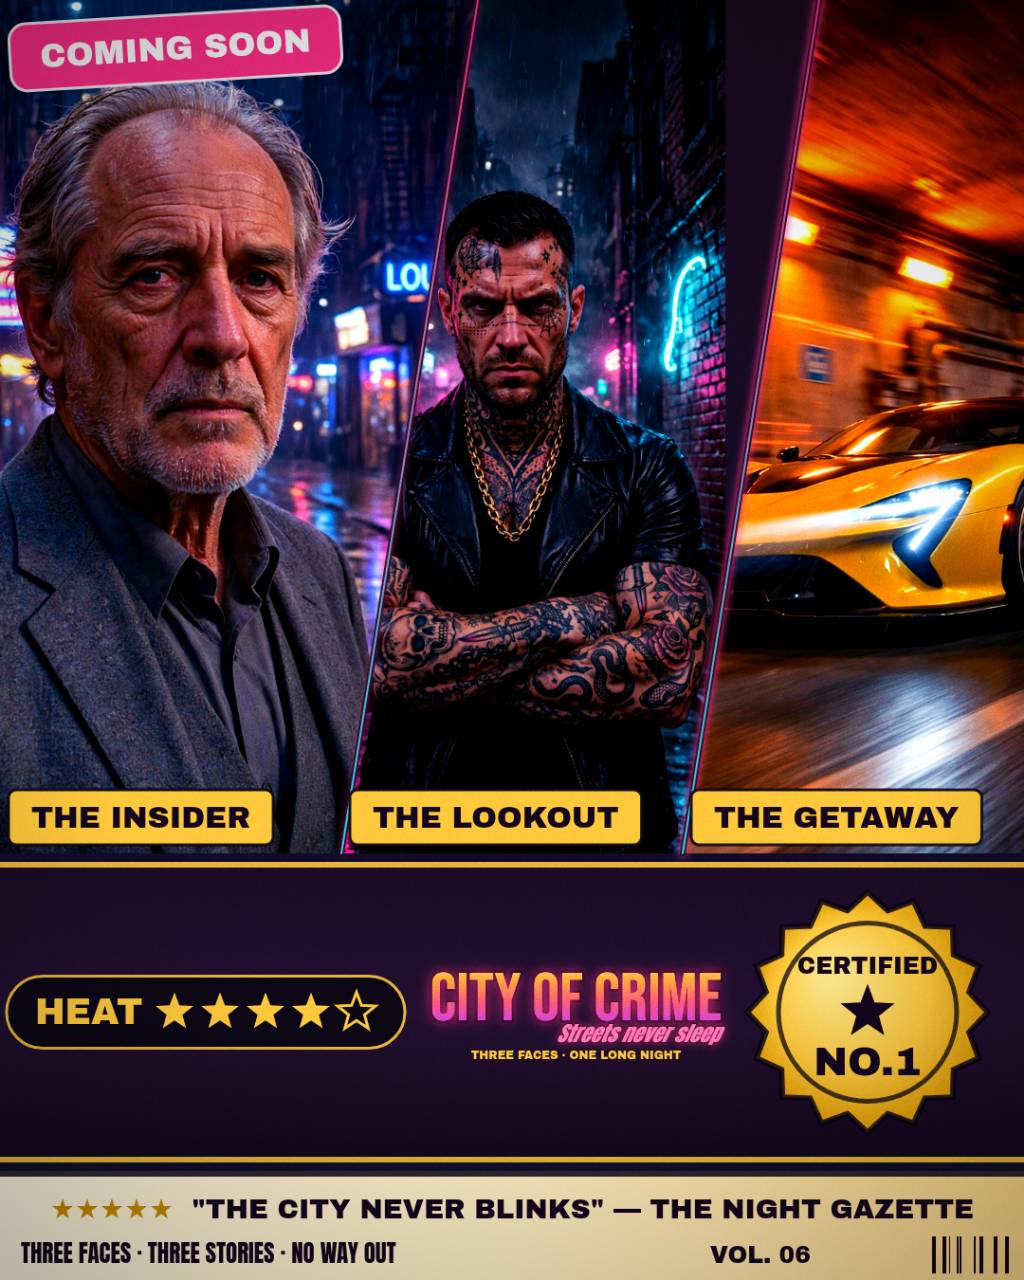 COMING SOON
LOU
THE INSIDER
THE LOOKOUT
THE GETAWAY
HEAT ★★★★☆
CITY OF CRIME
Streets never sleep
THREE FACES · ONE LONG NIGHT
CERTIFIED
★
NO.1
★★★★★ "THE CITY NEVER BLINKS" — THE NIGHT GAZETTE
THREE FACES · THREE STORIES · NO WAY OUT
VOL. 06